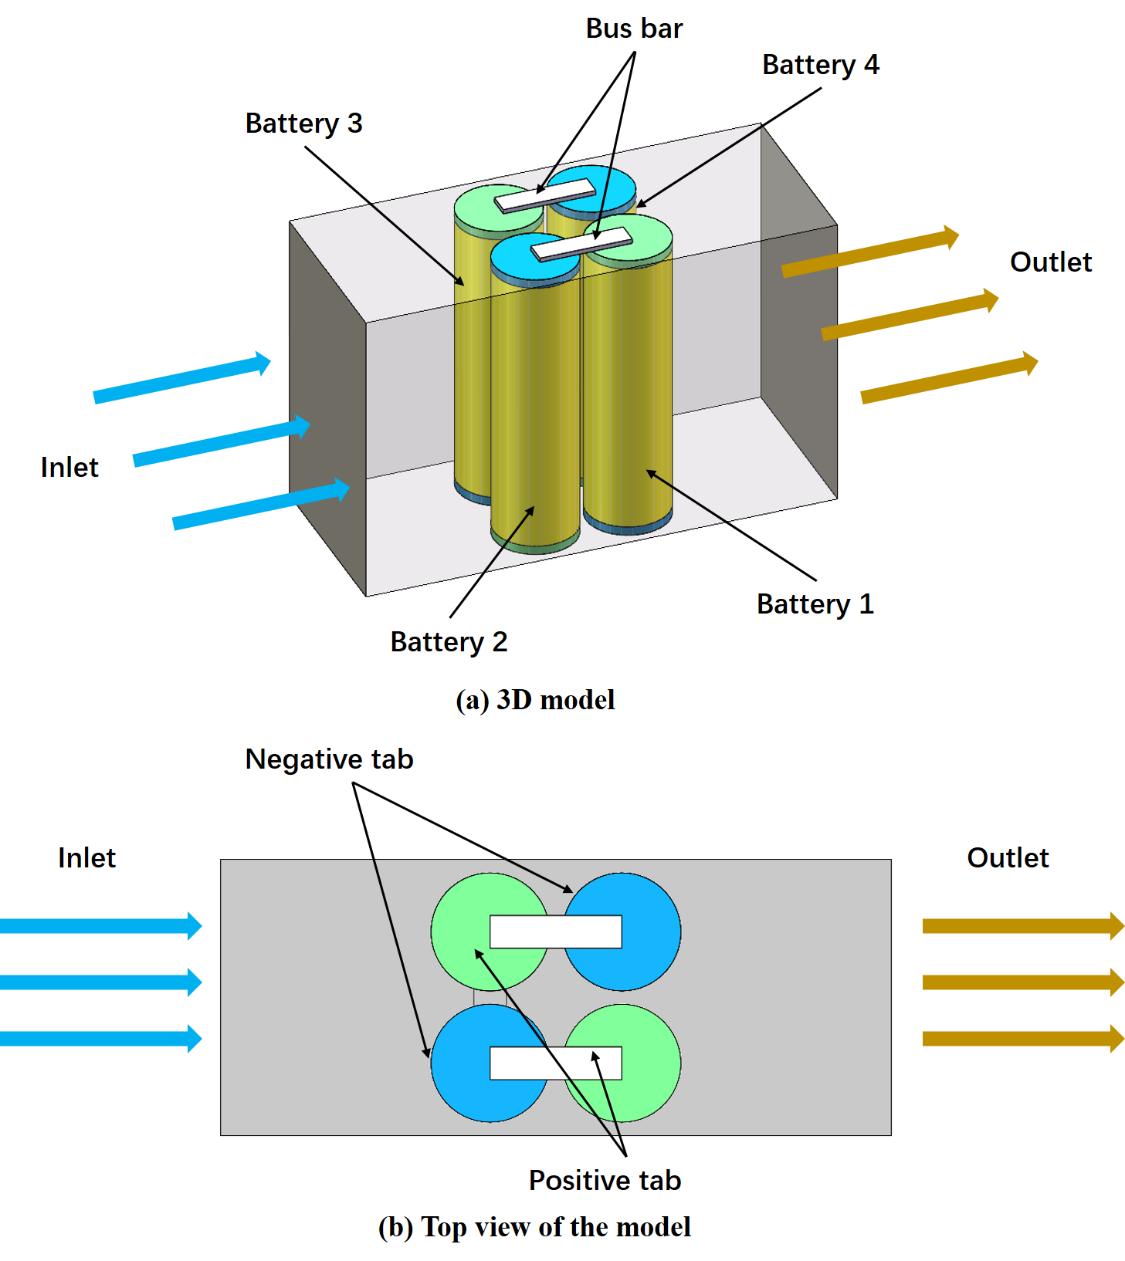 Bus bar
Battery 4
Battery 3
Outlet
Inlet
Battery 1
Battery 2
(a) 3D model
Negative tab
Inlet
Outlet
Positive tab
(b) Top view of the model